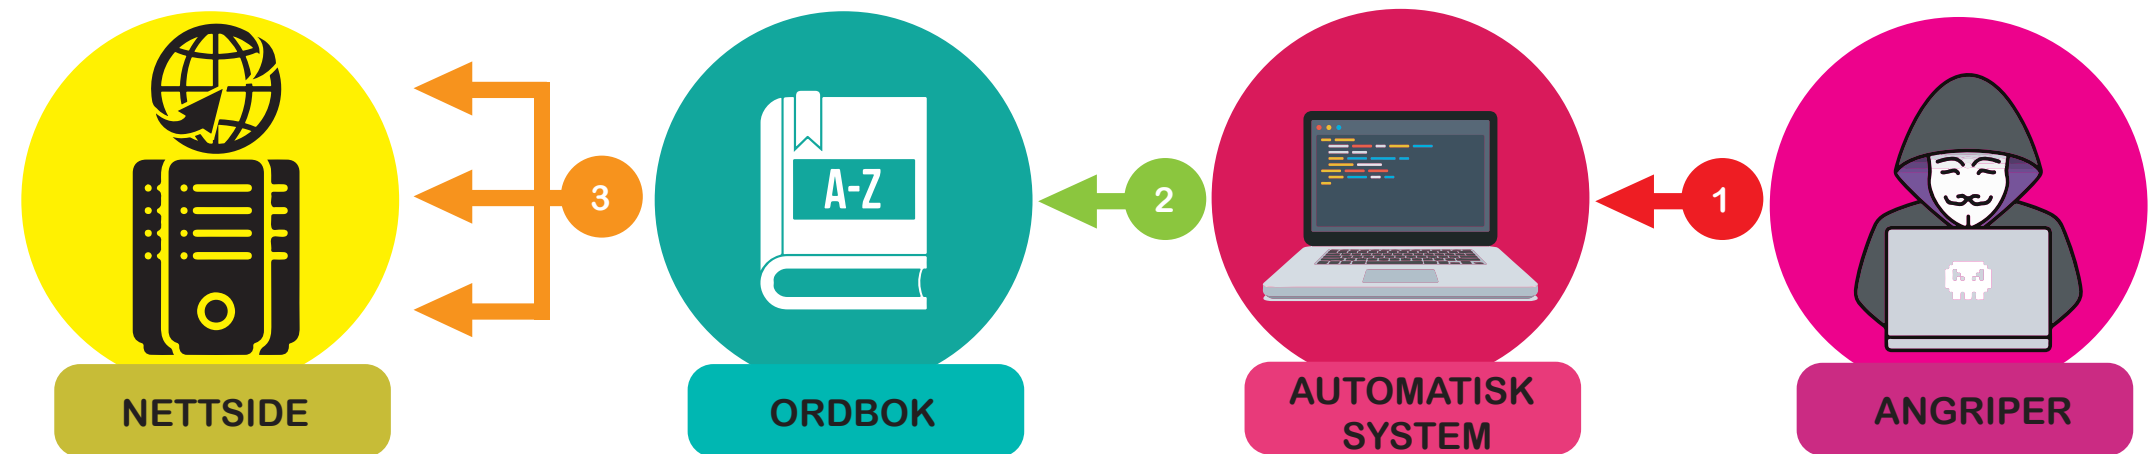 3
A-Z
2
1
NETTSIDE
ORDBOK
AUTOMATISK
SYSTEM
ANGRIPER